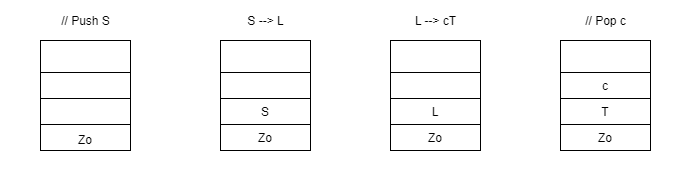 // Push S
S --> L
L --> cT
// Pop c
c
S
L
T
Zo
Zo
Zo
Zo